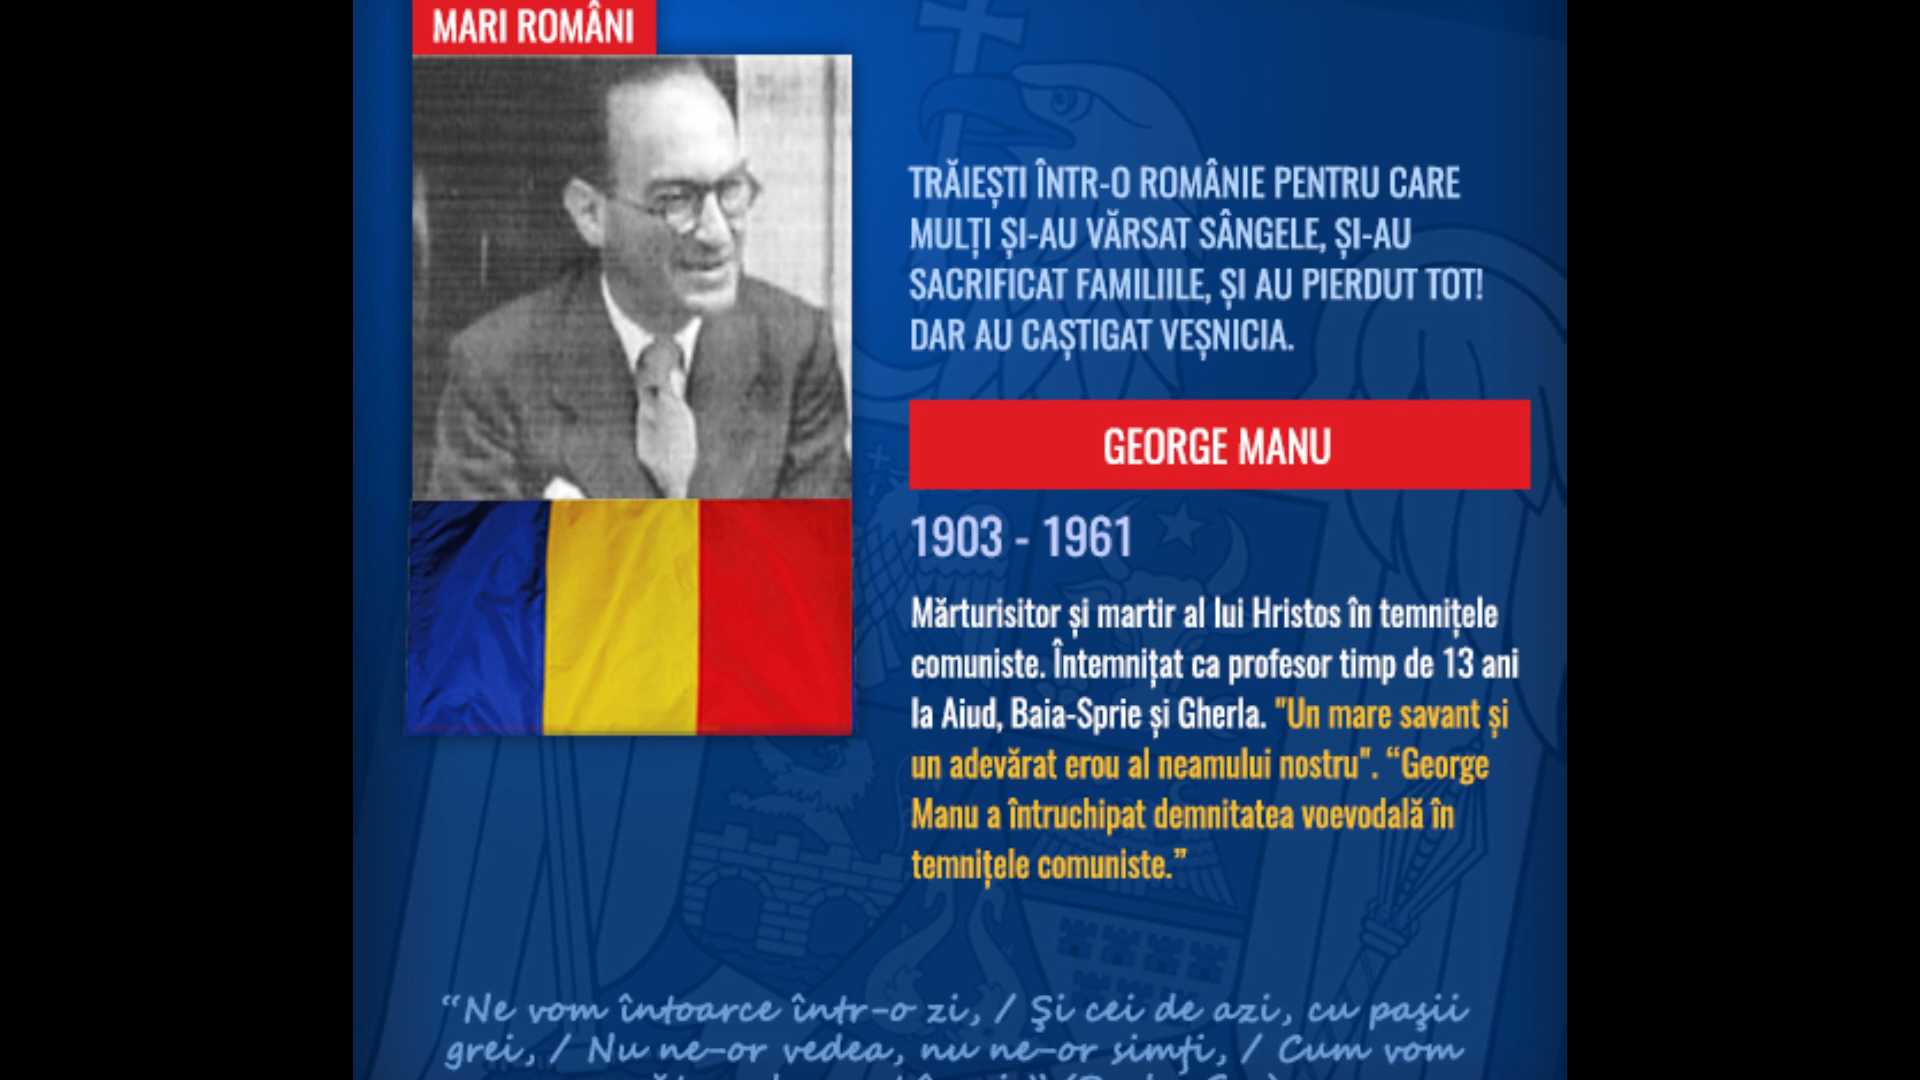 MARI ROMÂNI
TRĂIEȘTI ÎNTR-O ROMÂNIE PENTRU CARE
MULȚI ȘI-AU VĂRSAT SÂNGELE, ȘI-AU
SACRIFICAT FAMILIILE, ȘI AU PIERDUT TOT!
DAR AU CAȘTIGAT VEȘNICIA.
GEORGE MANU
1903 - 1961
Mărturisitor și martir al lui Hristos în temnițele
comuniste. Întemnițat ca profesor timp de 13 ani
la Aiud, Baia-Sprie și Gherla. "Un mare savant și
un adevărat erou al neamului nostru". “George
Manu a întruchipat demnitatea voevodală în
temnițele comuniste.”
“Ne vom întoarce într-o zi, / Şi cei de azi, cu paşii
grei, / Nu ne-or vedea, nu ne-or simţi, / Cum vom